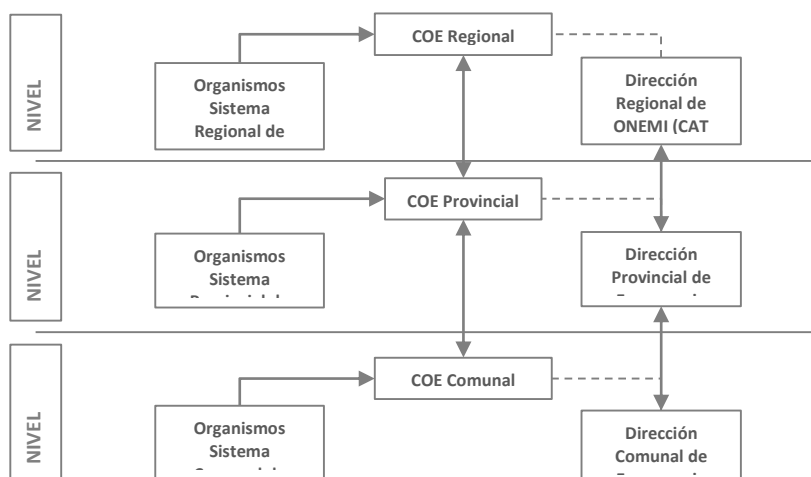 NIVEL
COE Regional
Organismos
Sistema
Regional de
Dirección
Regional de
ONEMI (CAT
NIVEL
COE Provincial
Organismos
Sistema
Dirección
Provincial de
NIVEL
COE Comunal
Organismos
Sistema
Dirección
Comunal de